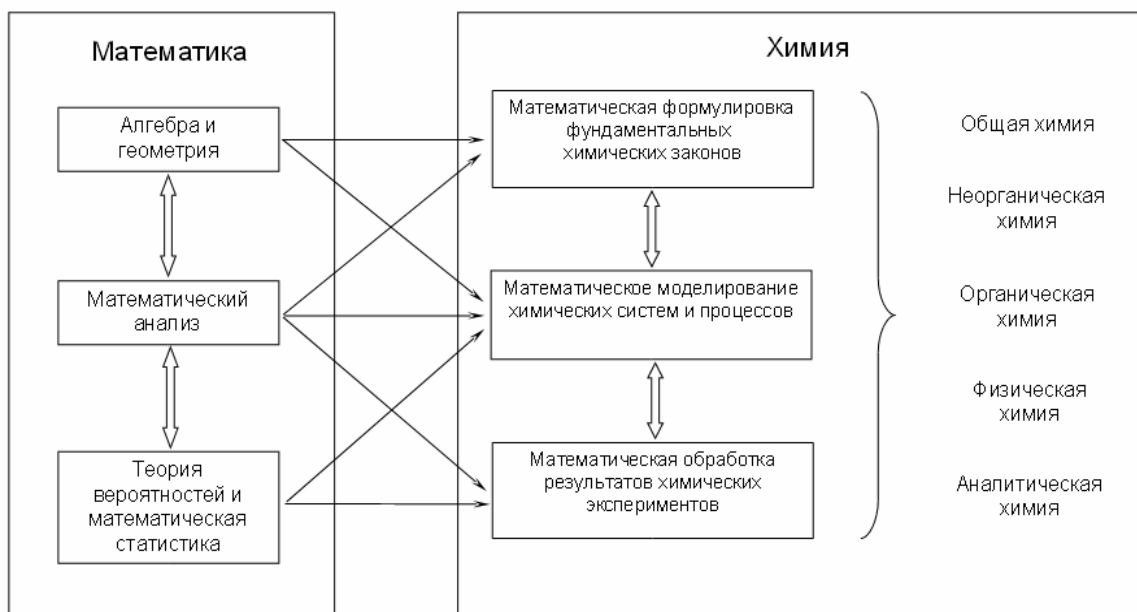 Математика
Алгебра и
геометрия
Математический
анализ
Теория
вероятностей и
математическая
статистика
Химия
Математическая формулировка
фундаментальных
химических законов
Математическое моделирование
химических систем и процессов
Математическая обработка
результатов химических
экспериментов
Общая химия
Неорганическая
химия
Органическая
химия
Физическая
химия
Аналитическая
химия